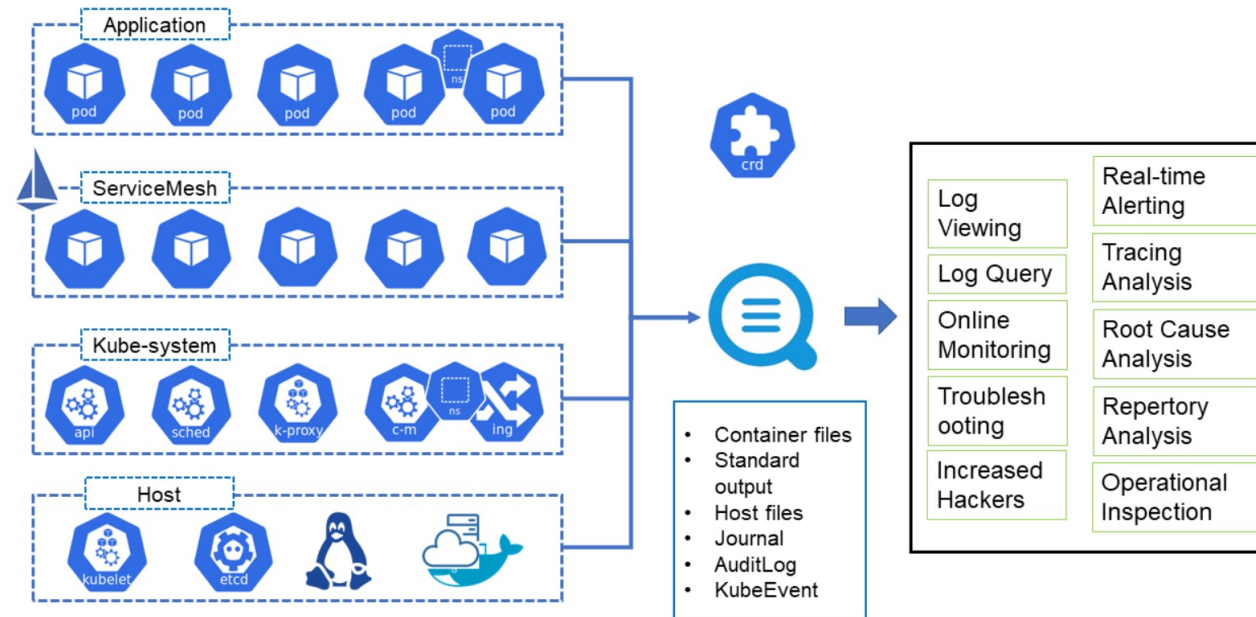 Application
pod
pod
pod
pod
ns
pod
ServiceMesh
Kube-system
api
sched
k-proxy
c-m
ns
ing
Host
kubelet
etcd
crd
• Container files
• Standard
output
• Host files
• Journal
• AuditLog
• KubeEvent
Log
Viewing
Log Query
Online
Monitoring
Troublesh
ooting
Increased
Hackers
Real-time
Alerting
Tracing
Analysis
Root Cause
Analysis
Repertory
Analysis
Operational
Inspection